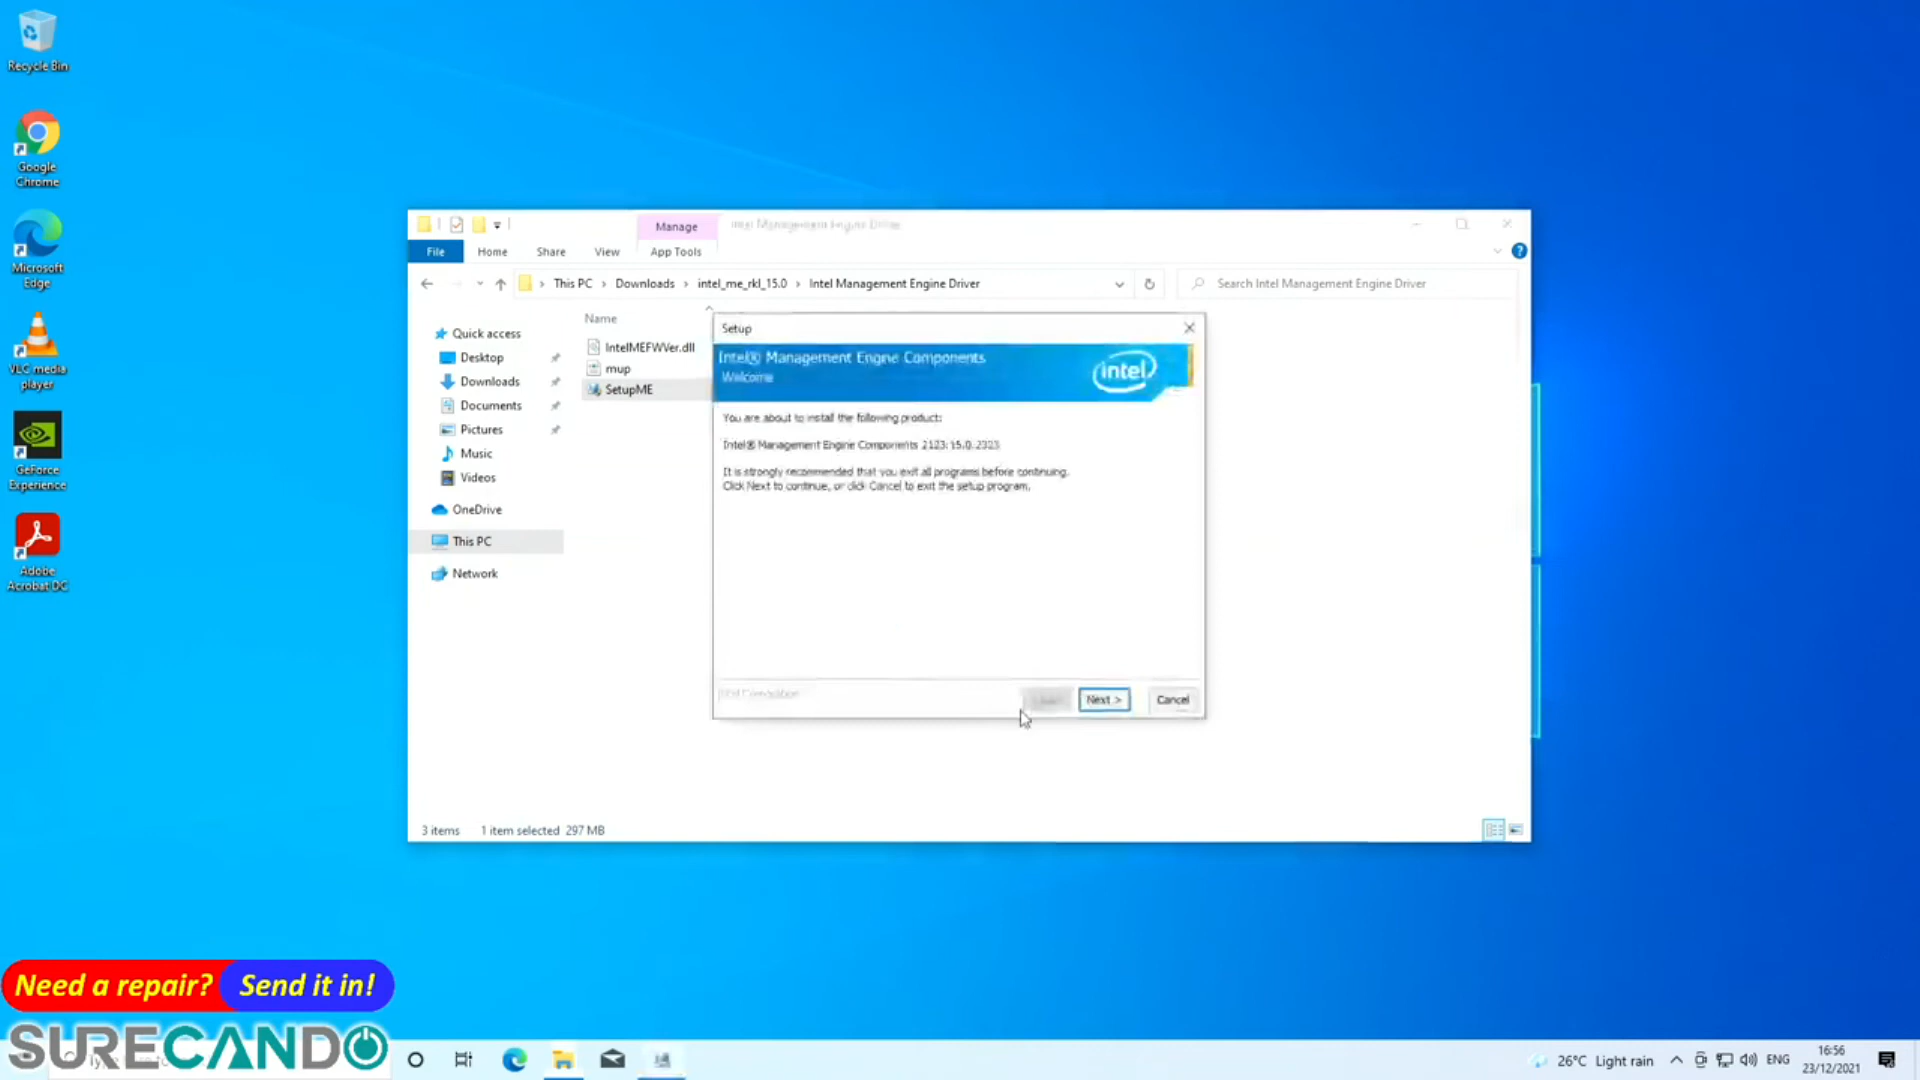 Recycle Bin
Google
Chrome
Microsoft
Edge
VLC media
player
GeForce
Experience
Adobe
Acrobat DC
Manage
Intel Management Engine Driver
File
Home
Share
View
App Tools
This PC > Downloads > intel_me_rkl_15.0 > Intel Management Engine Driver
Search Intel Management Engine Driver
Quick access
Desktop
Downloads
Documents
Pictures
Music
Videos
OneDrive
This PC
Network
Name
IntelMEFWVer.dll
mup
SetupME
Setup
Intel® Management Engine Components
Welcome
intel
You are about to install the following product:
Intel® Management Engine Components 2123.15.0.2323
It is strongly recommended that you exit all programs before continuing.
Click Next to continue, or click Cancel to exit the setup program.
Intel Corporation
Next >
Cancel
3 items
1 item selected 297 MB
Need a repair? Send it in!
SURECANDO
26°C Light rain
ENG
16:56
23/12/2021